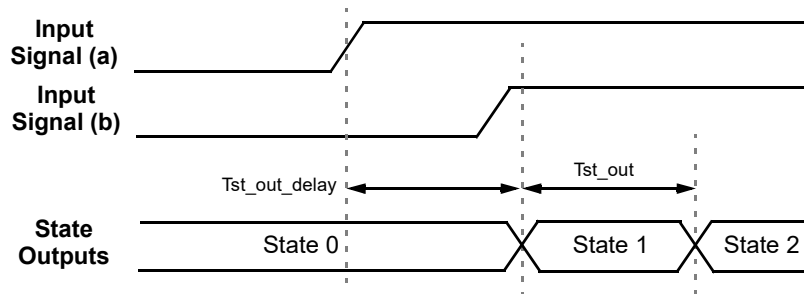 Input
Signal (a)
Input
Signal (b)
Tst_out_delay
Tst_out
State
Outputs
State 0
State 1
State 2